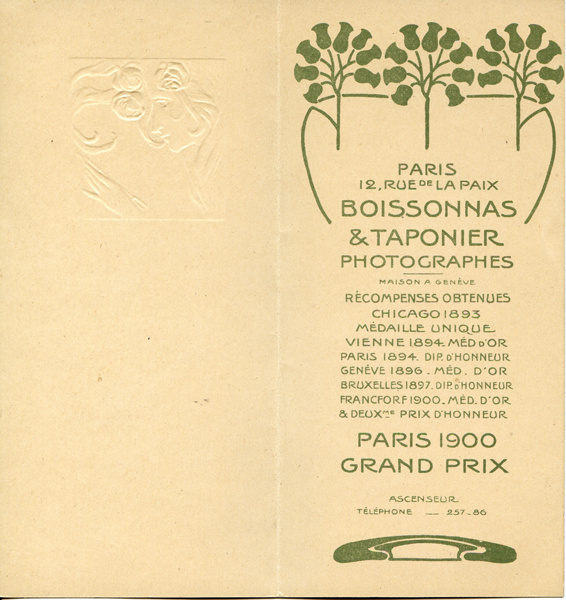 PARIS
12, RUE DE LA PAIX
BOISSONNAS
& TAPONIER
PHOTOGRAPHES
MAISON A GENÈVE
RÉCOMPENSES OBTENUES
CHICAGO 1893
MÉDAILLE UNIQUE
VIENNE 1894. MÉD D'OR
PARIS 1894. DIP. D'HONNEUR
GENÉVE 1896. MÉD. D'OR
BRUXELLES 1897. DIP. D'HONNEUR
FRANCFORF 1900. MÉD. D'OR
& DEUXME PRIX D'HONNEUR
PARIS 1900
GRAND PRIX
ASCENSEUR
TÉLÉPHONE — 257-86